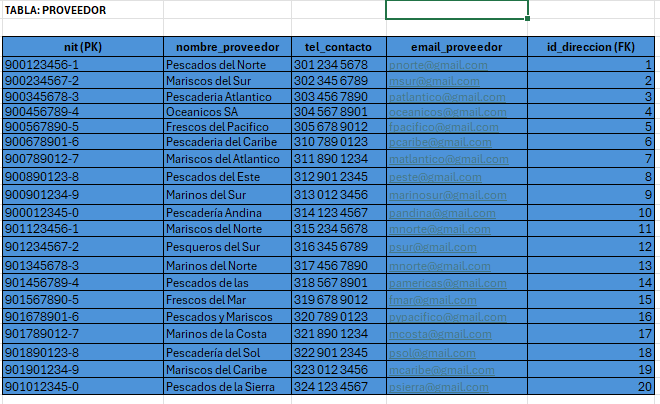 TABLA: PROVEEDOR
nit (PK) nombre_proveedor tel_contacto email_proveedor id_direccion (FK)
900123456-1 Pescados del Norte 301 234 5678 pnorte@gmail.com 1
900234567-2 Mariscos del Sur 302 345 6789 msur@gmail.com 2
900345678-3 Pescaderia Atlantico 303 456 7890 patlantico@gmail.com 3
900456789-4 Oceanicos SA 304 567 8901 oceanicos@gmail.com 4
900567890-5 Frescos del Pacifico 305 678 9012 fpacifico@gmail.com 5
900678901-6 Pescaderia del Caribe 310 789 0123 pcaribe@gmail.com 6
900789012-7 Mariscos del Atlantico 311 890 1234 matlantico@gmail.com 7
900890123-8 Pescados del Este 312 901 2345 peste@gmail.com 8
900901234-9 Marinos del Sur 313 012 3456 marinosur@gmail.com 9
900012345-0 Pescadería Andina 314 123 4567 pandina@gmail.com 10
901123456-1 Mariscos del Norte 315 234 5678 mnorte@gmail.com 11
901234567-2 Pesqueros del Sur 316 345 6789 psur@gmail.com 12
901345678-3 Marinos del Norte 317 456 7890 mnorte@gmail.com 13
901456789-4 Pescados de las 318 567 8901 pamericas@gmail.com 14
901567890-5 Frescos del Mar 319 678 9012 fmar@gmail.com 15
901678901-6 Pescados y Mariscos 320 789 0123 pypacifico@gmail.com 16
901789012-7 Marinos de la Costa 321 890 1234 mcosta@gmail.com 17
901890123-8 Pescadería del Sol 322 901 2345 psol@gmail.com 18
901901234-9 Mariscos del Caribe 323 012 3456 mcaribe@gmail.com 19
901012345-0 Pescados de la Sierra 324 123 4567 psierra@gmail.com 20